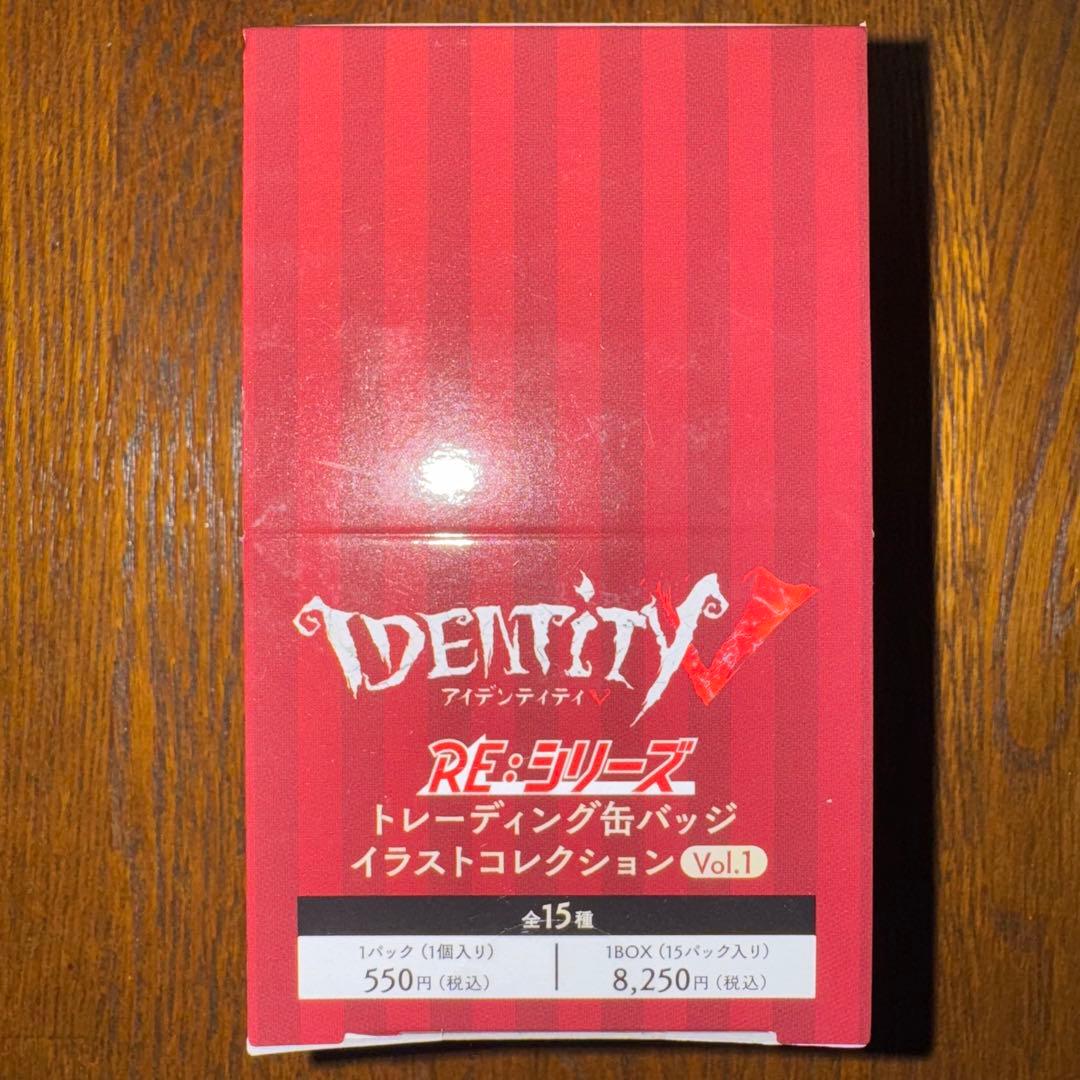 IDENTITY V
アイデンティティV
RE:シリーズ
トレーディング缶バッジ
イラストコレクション Vol.1
全15種
1パック（1個入り）
550円（税込）
1BOX（15パック入り）
8,250円（税込）